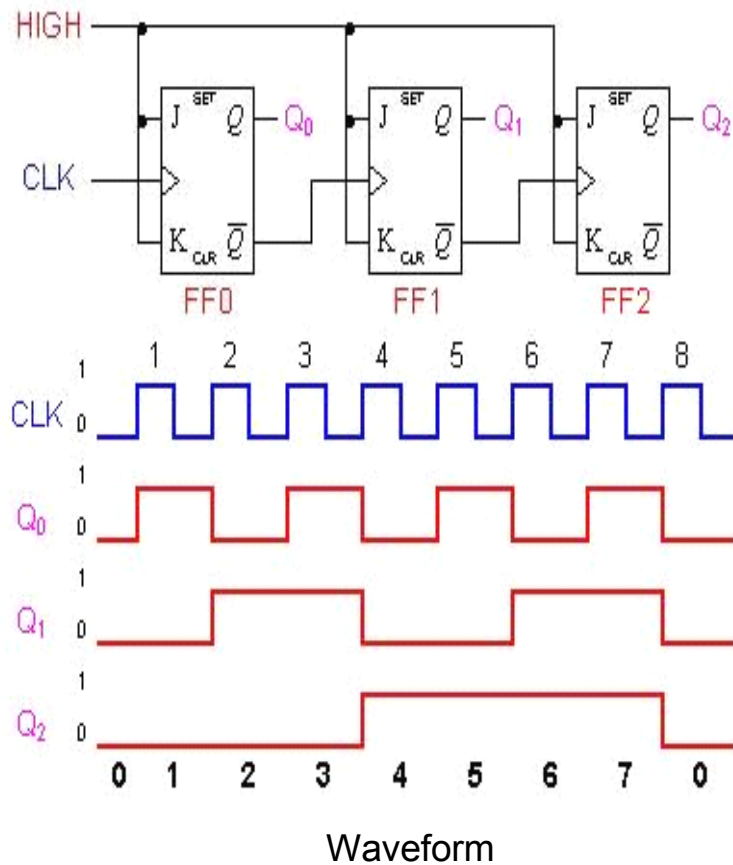 HIGH
J SET Q Q₀ J SET Q Q₁ J SET Q Q₂
CLK
K CLR Q̅ K CLR Q̅ K CLR Q̅
FF0 FF1 FF2
1 2 3 4 5 6 7 8
1
CLK 0
1
Q₀ 0
1
Q₁ 0
1
Q₂ 0
0 1 2 3 4 5 6 7 0
Waveform